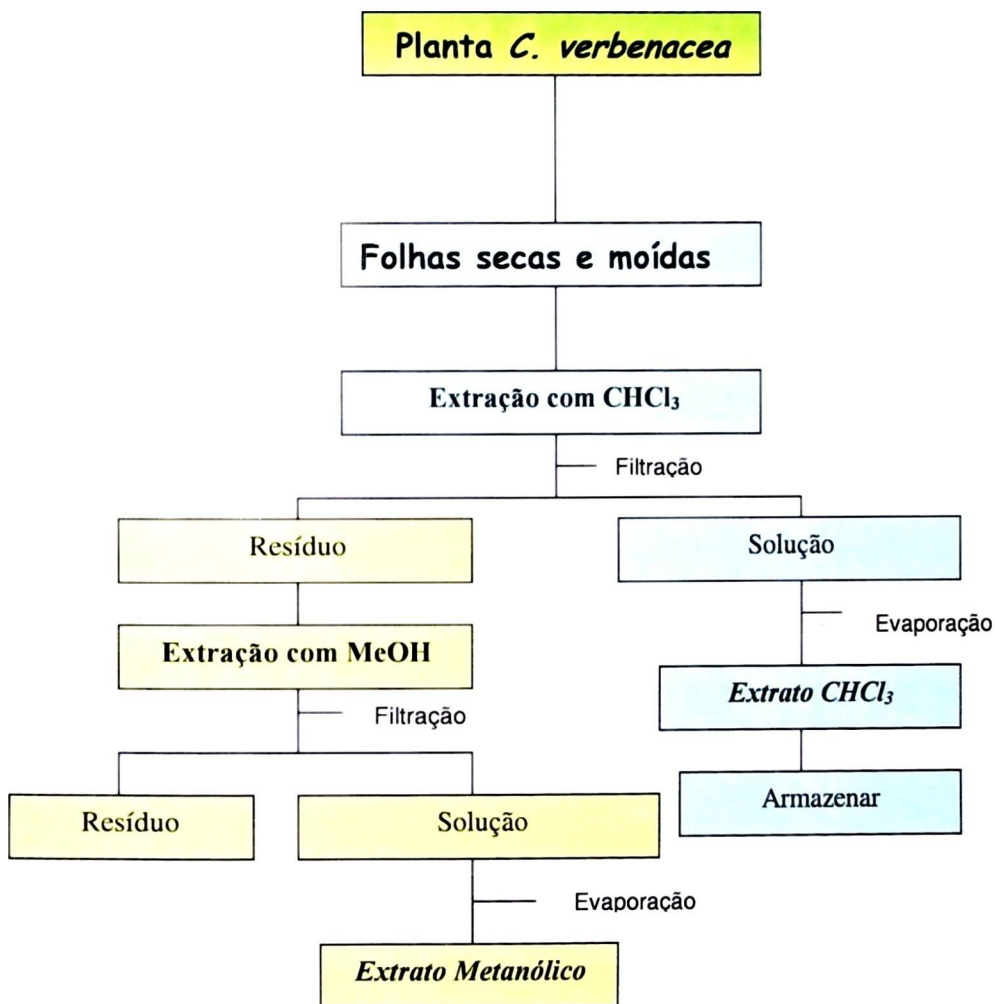 Planta C. verbenacea
Folhas secas e moídas
Extração com CHCl₃
Filtração
Resíduo
Solução
Evaporação
Extração com MeOH
Extrato CHCl₃
Filtração
Armazenar
Resíduo
Solução
Evaporação
Extrato Metanólico